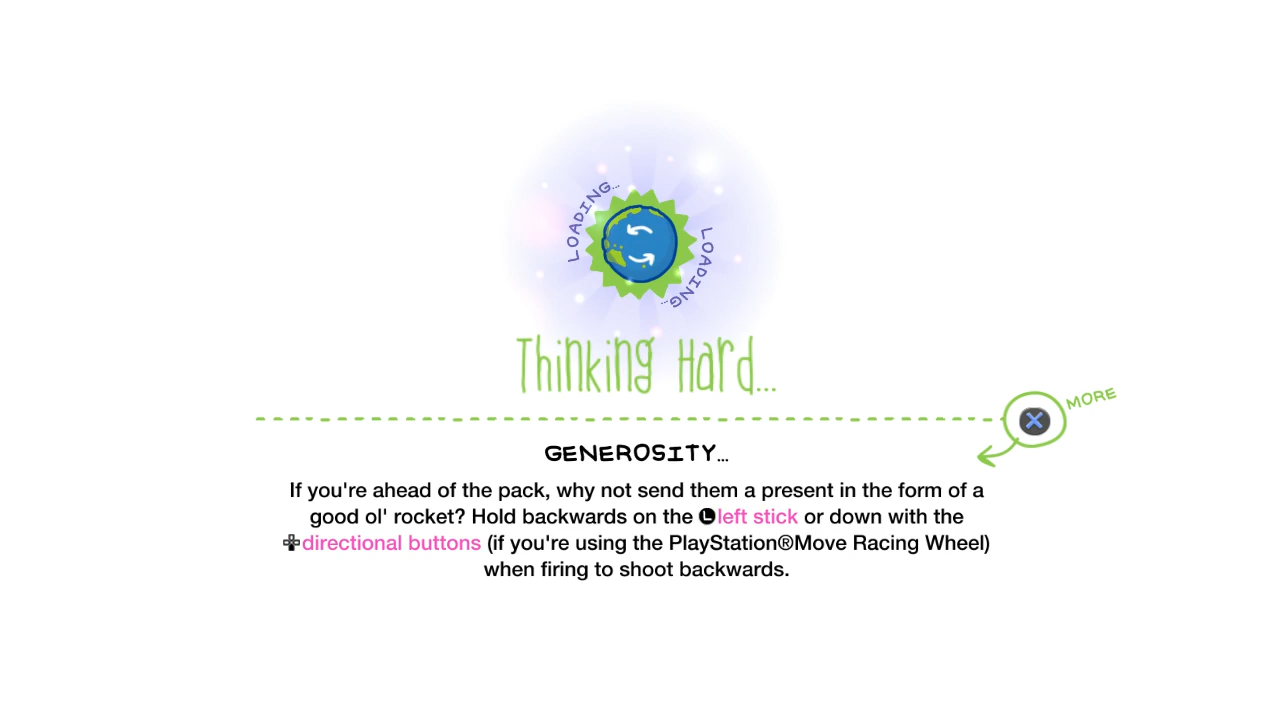 LOADING...
LOADING...
Thinking Hard...
MORE
GENEROSITY...
If you're ahead of the pack, why not send them a present in the form of a
good ol' rocket? Hold backwards on the L left stick or down with the
directional buttons (if you're using the PlayStation®Move Racing Wheel)
when firing to shoot backwards.